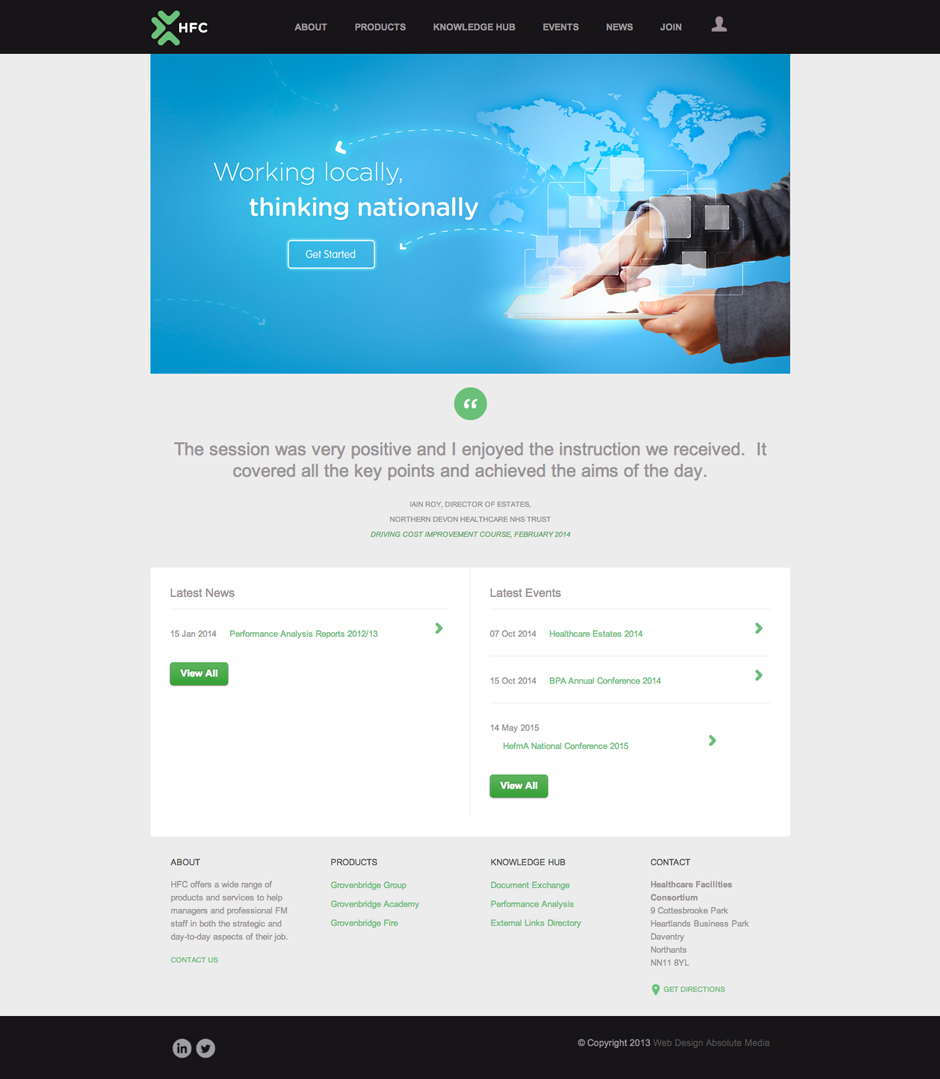 HFC
ABOUT PRODUCTS KNOWLEDGE HUB EVENTS NEWS JOIN
Working locally,
thinking nationally
Get Started
“
The session was very positive and I enjoyed the instruction we received. It
covered all the key points and achieved the aims of the day.
IAIN ROY, DIRECTOR OF ESTATES,
NORTHERN DEVON HEALTHCARE NHS TRUST
DRIVING COST IMPROVEMENT COURSE, FEBRUARY 2014
Latest News
15 Jan 2014 Performance Analysis Reports 2012/13
View All
Latest Events
07 Oct 2014 Healthcare Estates 2014
15 Oct 2014 BPA Annual Conference 2014
14 May 2015
HefmA National Conference 2015
View All
ABOUT
HFC offers a wide range of
products and services to help
managers and professional FM
staff in both the strategic and
day-to-day aspects of their job.
CONTACT US
PRODUCTS
Grovenbridge Group
Grovenbridge Academy
Grovenbridge Fire
KNOWLEDGE HUB
Document Exchange
Performance Analysis
External Links Directory
CONTACT
Healthcare Facilities
Consortium
9 Cottesbrooke Park
Heartlands Business Park
Daventry
Northants
NN11 8YL
GET DIRECTIONS
in
© Copyright 2013 Web Design Absolute Media